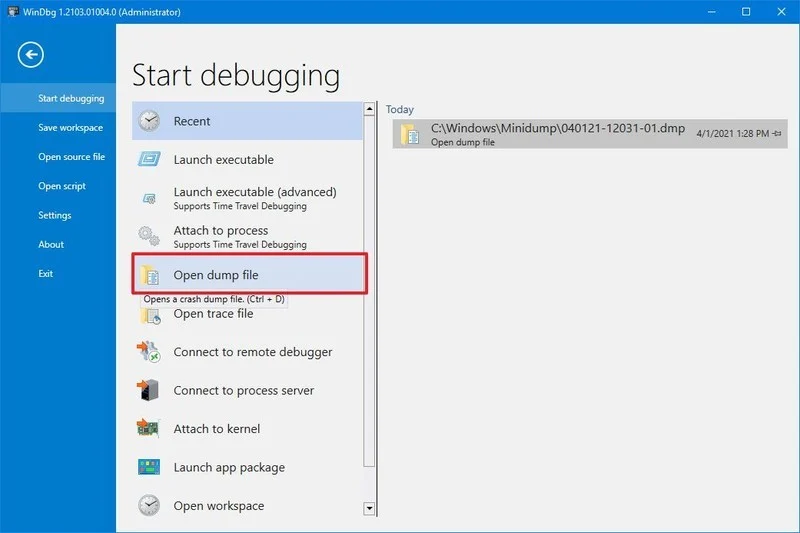 WinDbg 1.2103.01004.0 (Administrator)
Start debugging
Save workspace
Open source file
Open script
Settings
About
Exit
Start debugging
Recent
Launch executable
Launch executable (advanced)
Supports Time Travel Debugging
Attach to process
Supports Time Travel Debugging
Open dump file
Opens a crash dump file. (Ctrl + D)
Open trace file
Connect to remote debugger
Connect to process server
Attach to kernel
Launch app package
Open workspace
Today
C:\Windows\Minidump\040121-12031-01.dmp
4/1/2021 1:28 PM
Open dump file